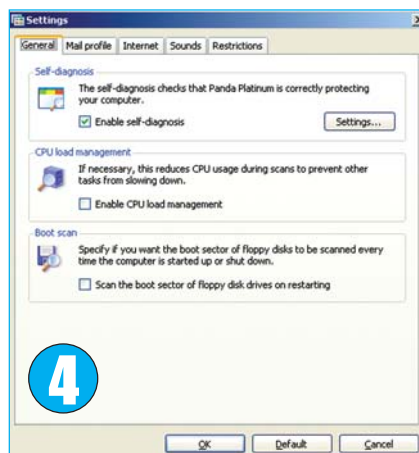 Settings
General Mail profile Internet Sounds Restrictions
Self-diagnosis
The self-diagnosis checks that Panda Platinum is correctly protecting
your computer.
Enable self-diagnosis
Settings...
CPU load management
If necessary, this reduces CPU usage during scans to prevent other
tasks from slowing down.
Enable CPU load management
Boot scan
Specify if you want the boot sector of floppy disks to be scanned every
time the computer is started up or shut down.
Scan the boot sector of floppy disk drives on restarting
4
OK Default Cancel